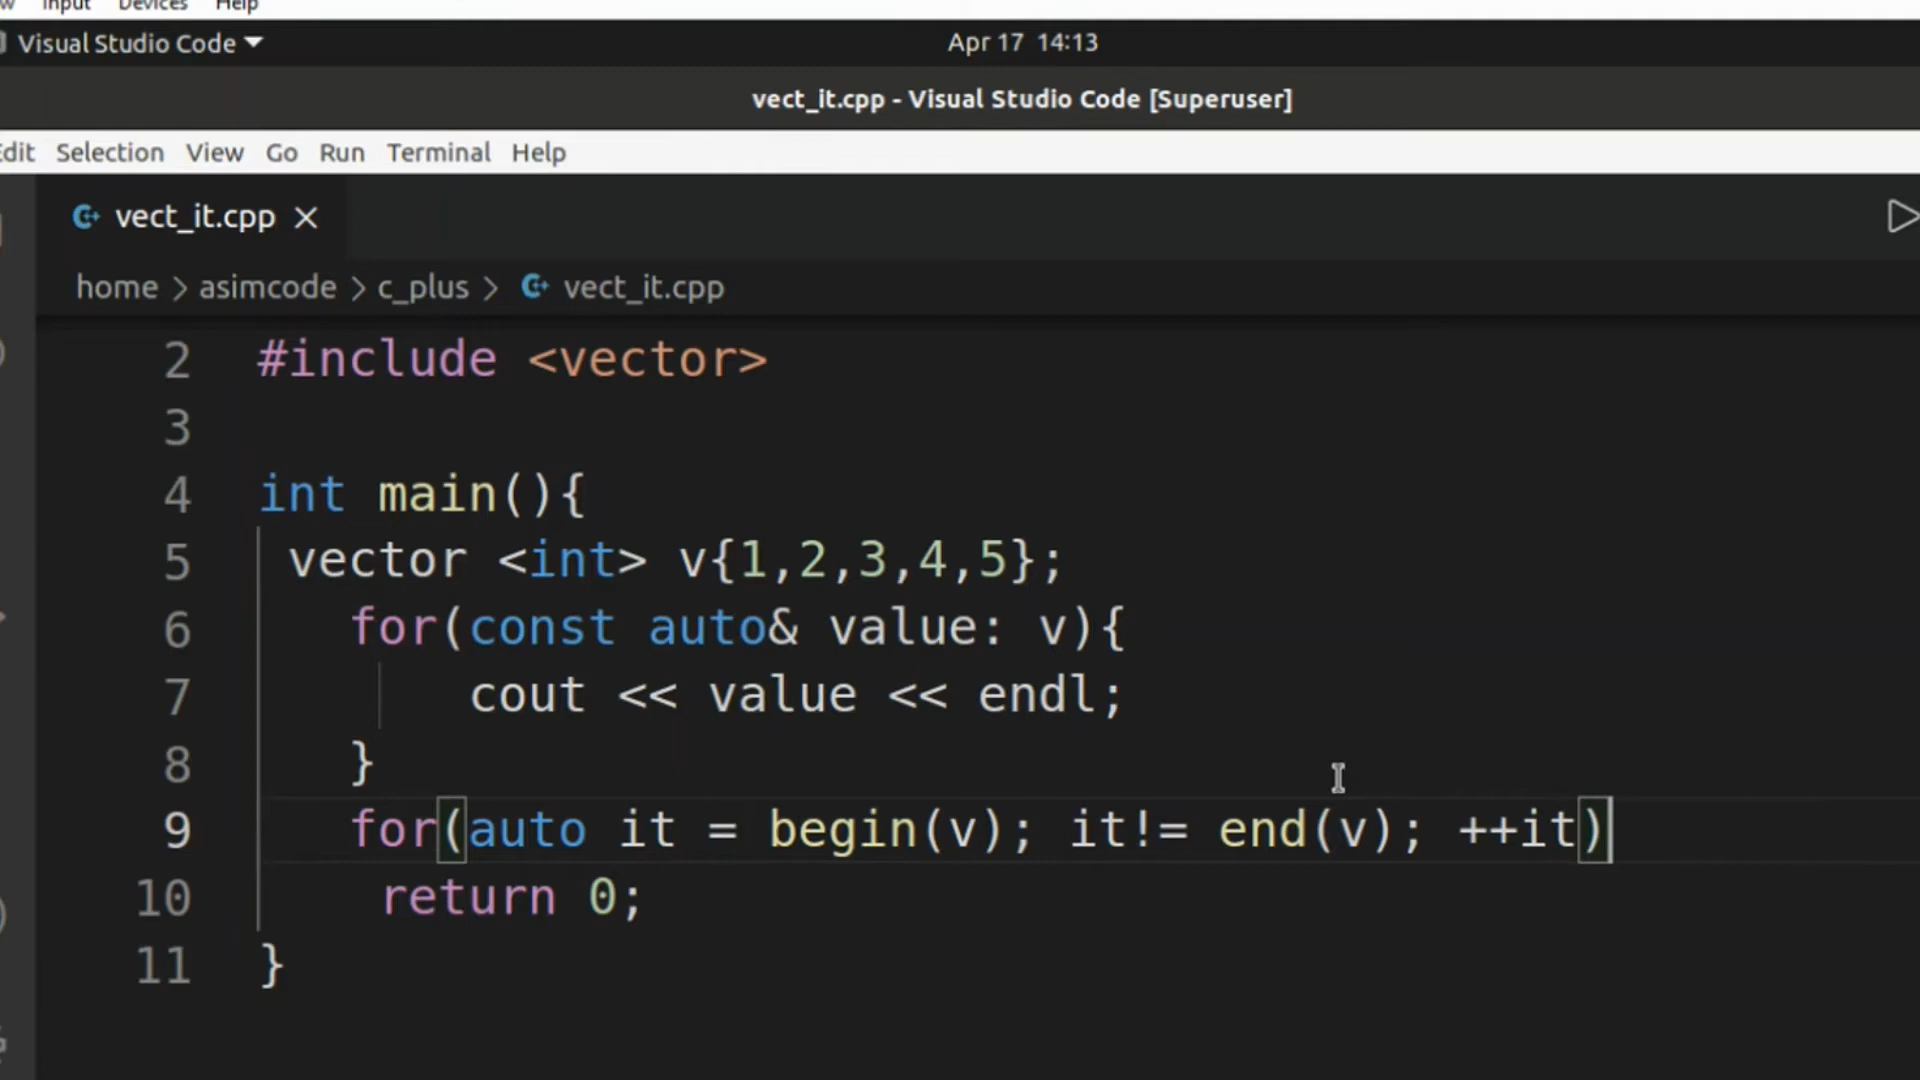 Input Devices Help
Visual Studio Code
Apr 17 14:13
vect_it.cpp - Visual Studio Code [Superuser]
Selection View Go Run Terminal Help
vect_it.cpp
home > asimcode > c_plus > vect_it.cpp
2 #include <vector>
3
4 int main(){
5 vector <int> v{1,2,3,4,5};
6 for(const auto& value: v){
7 cout << value << endl;
8 }
9 for(auto it = begin(v); it!= end(v); ++it)
10 return 0;
11 }